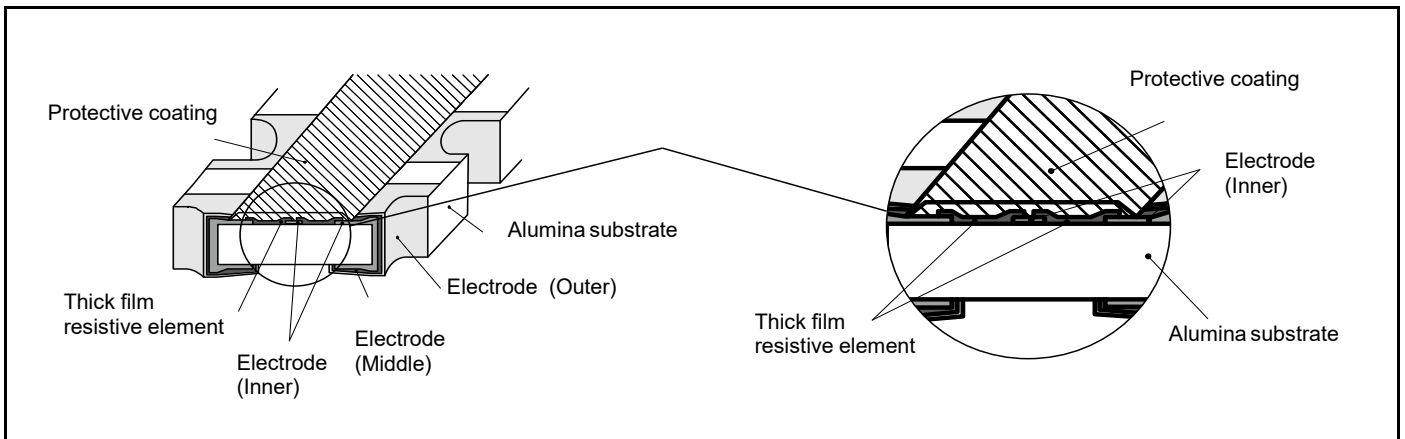 Protective coating
Alumina substrate
Electrode (Outer)
Thick film
resistive element
Electrode
(Middle)
Electrode
(Inner)
Protective coating
Electrode
(Inner)
Thick film
resistive element
Alumina substrate